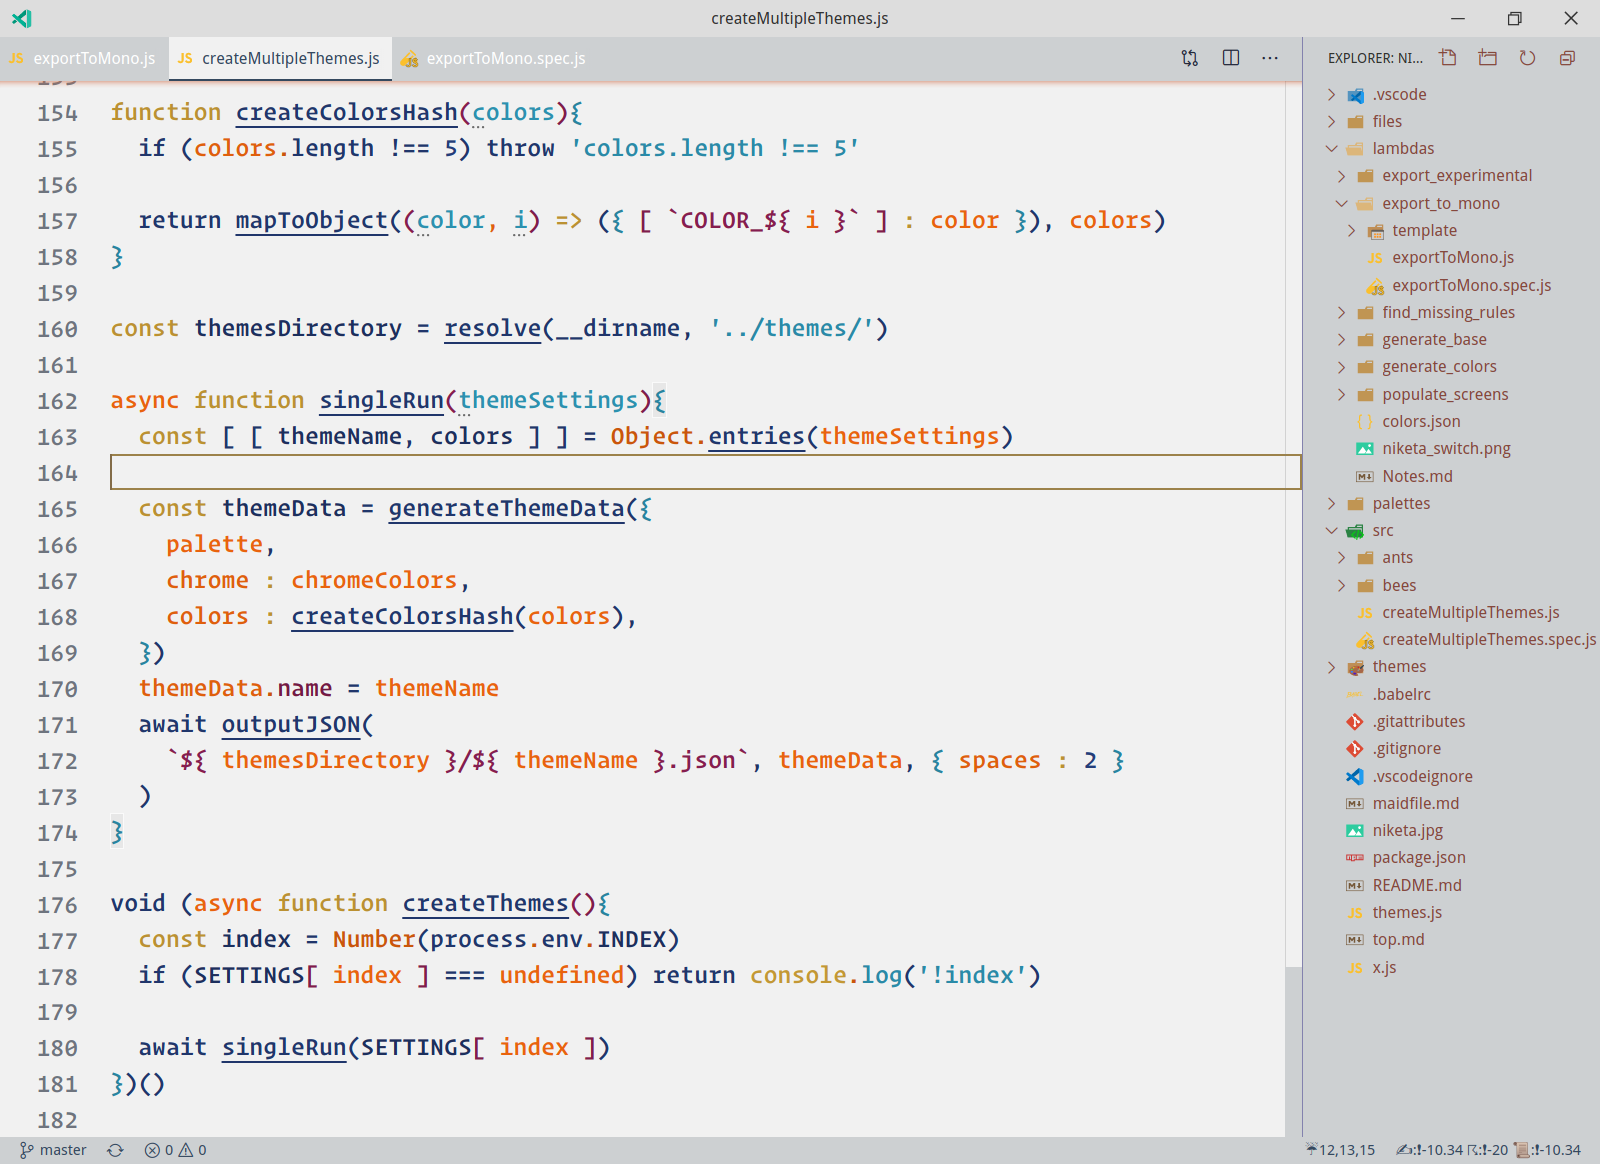 createMultipleThemes.js
JS exportToMono.js
JS createMultipleThemes.js
JS exportToMono.spec.js
EXPLORER: NI...
154 function createColorsHash(colors){
155   if (colors.length !== 5) throw 'colors.length !== 5'
156
157   return mapToObject((color, i) => ({ [ `COLOR_${ i }` ] : color }), colors)
158 }
159
160 const themesDirectory = resolve(__dirname, '../themes/')
161
162 async function singleRun(themeSettings){
163   const [ [ themeName, colors ] ] = Object.entries(themeSettings)
164
165   const themeData = generateThemeData({
166     palette,
167     chrome : chromeColors,
168     colors : createColorsHash(colors),
169   })
170   themeData.name = themeName
171   await outputJSON(
172     `${ themesDirectory }/${ themeName }.json`, themeData, { spaces : 2 }
173   )
174 }
175
176 void (async function createThemes(){
177   const index = Number(process.env.INDEX)
178   if (SETTINGS[ index ] === undefined) return console.log('!index')
179
180   await singleRun(SETTINGS[ index ])
181 })()
182
.vscode
files
lambdas
export_experimental
export_to_mono
template
JS exportToMono.js
JS exportToMono.spec.js
find_missing_rules
generate_base
generate_colors
populate_screens
{ } colors.json
niketa_switch.png
M Notes.md
palettes
src
ants
bees
JS createMultipleThemes.js
JS createMultipleThemes.spec.js
themes
.babelrc
.gitattributes
.gitignore
.vscodeignore
M maidfile.md
niketa.jpg
package.json
M README.md
JS themes.js
M top.md
JS x.js
master 0 0
12,13,15 :!-10.34 :!-20 :!-10.34